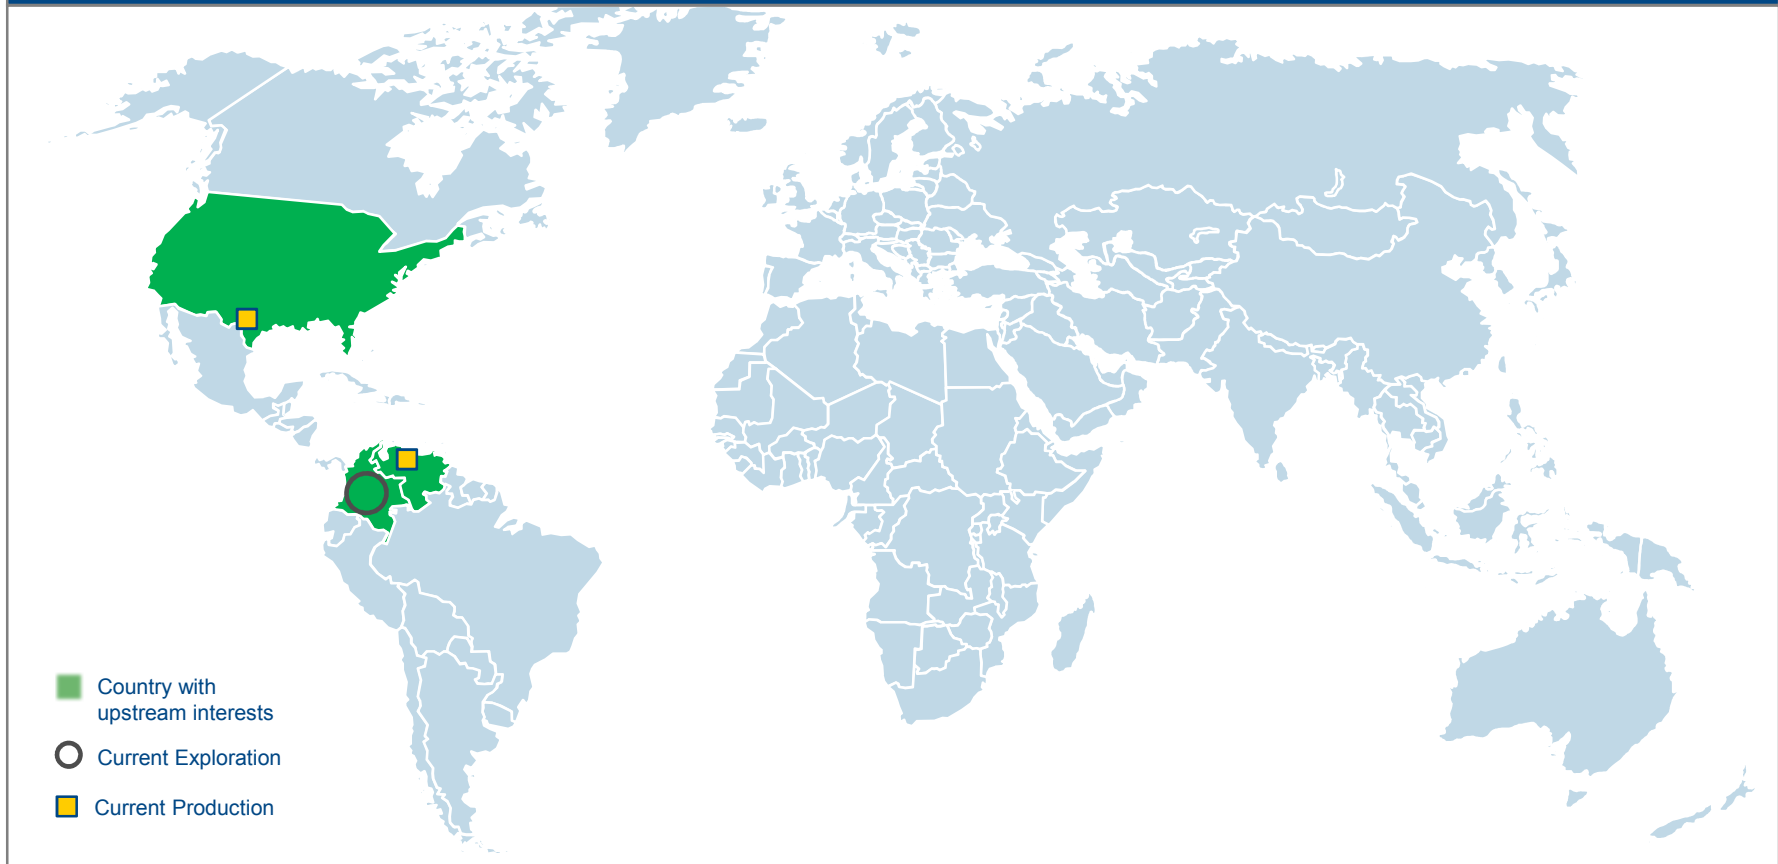 Country with
upstream interests
Current Exploration
Current Production